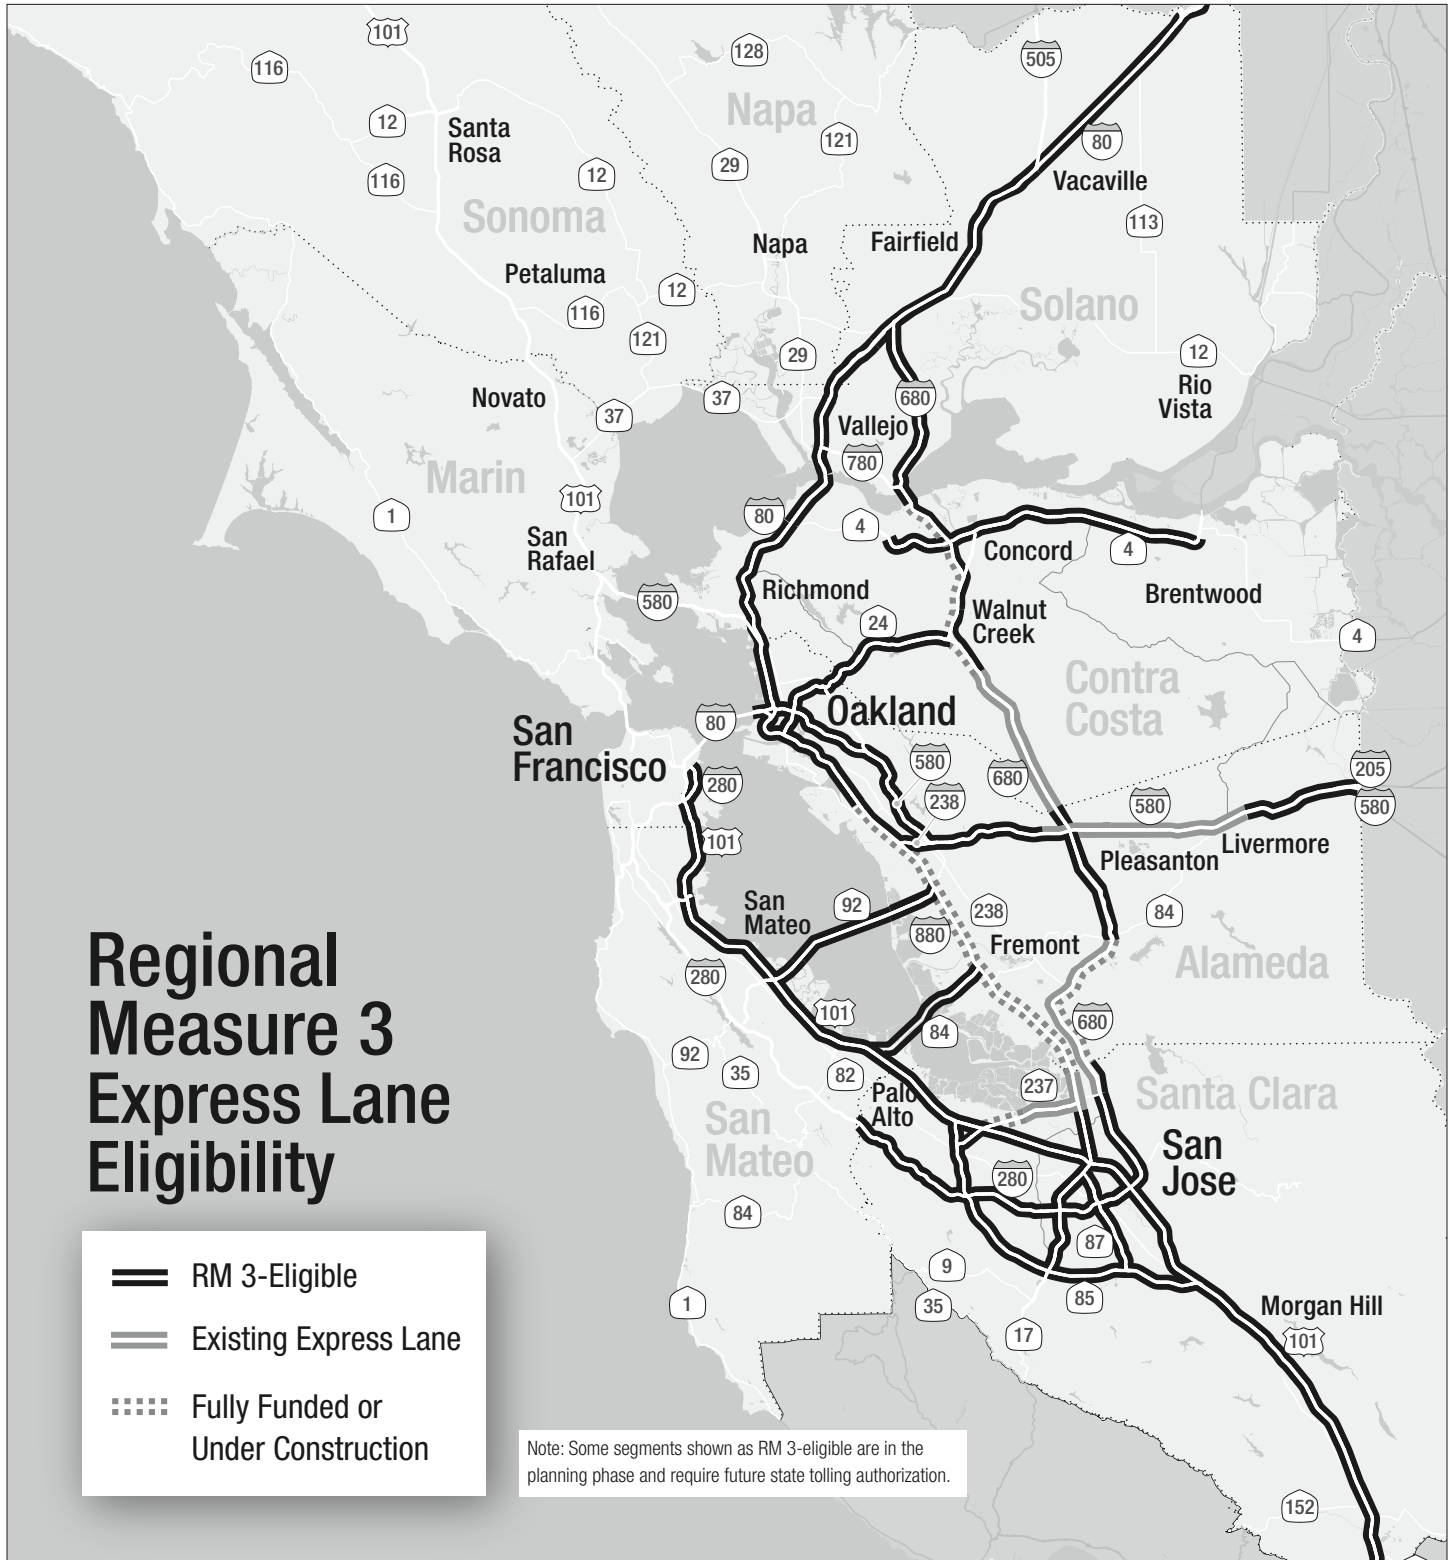 101
116
128
505
Napa
12
Santa
Rosa
121
80
116
12
29
Vacaville
Sonoma
113
Napa
Fairfield
Petaluma
12
Solano
116
121
29
12
Rio
Vista
Novato
37
37
680
Vallejo
780
Marin
101
1
80
4
San
Rafael
Concord
4
Richmond
580
24
Walnut
Creek
Brentwood
4
Contra
Costa
Oakland
80
San
Francisco
580
680
205
580
280
238
580
101
Livermore
Pleasanton
San
Mateo
92
238
84
880
Fremont
Alameda
280
101
84
680
92
35
82
237
Palo
Alto
Santa Clara
San
Mateo
San
Jose
280
84
87
9
85
35
1
17
Morgan Hill
101
152
Regional
Measure 3
Express Lane
Eligibility
RM 3-Eligible
Existing Express Lane
Fully Funded or
Under Construction
Note: Some segments shown as RM 3-eligible are in the
planning phase and require future state tolling authorization.